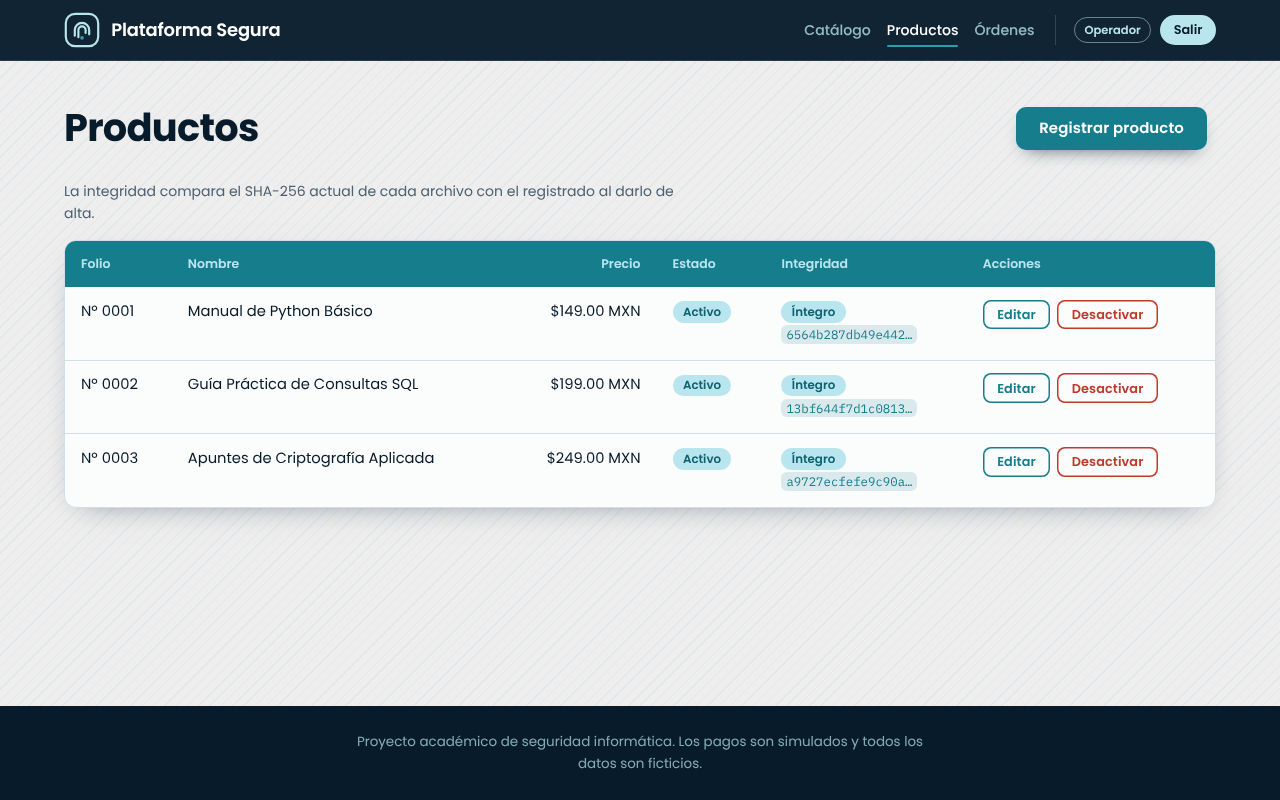 Plataforma Segura
Catálogo Productos Órdenes Operador Salir
Productos
Registrar producto
La integridad compara el SHA-256 actual de cada archivo con el registrado al darlo de
alta.
Folio Nombre Precio Estado Integridad Acciones
Nº 0001 Manual de Python Básico $149.00 MXN Activo Íntegro Editar Desactivar
6564b287db49e442…
Nº 0002 Guía Práctica de Consultas SQL $199.00 MXN Activo Íntegro Editar Desactivar
13bf644f7d1c0813…
Nº 0003 Apuntes de Criptografía Aplicada $249.00 MXN Activo Íntegro Editar Desactivar
a9727ecfefe9c90a…
Proyecto académico de seguridad informática. Los pagos son simulados y todos los
datos son ficticios.